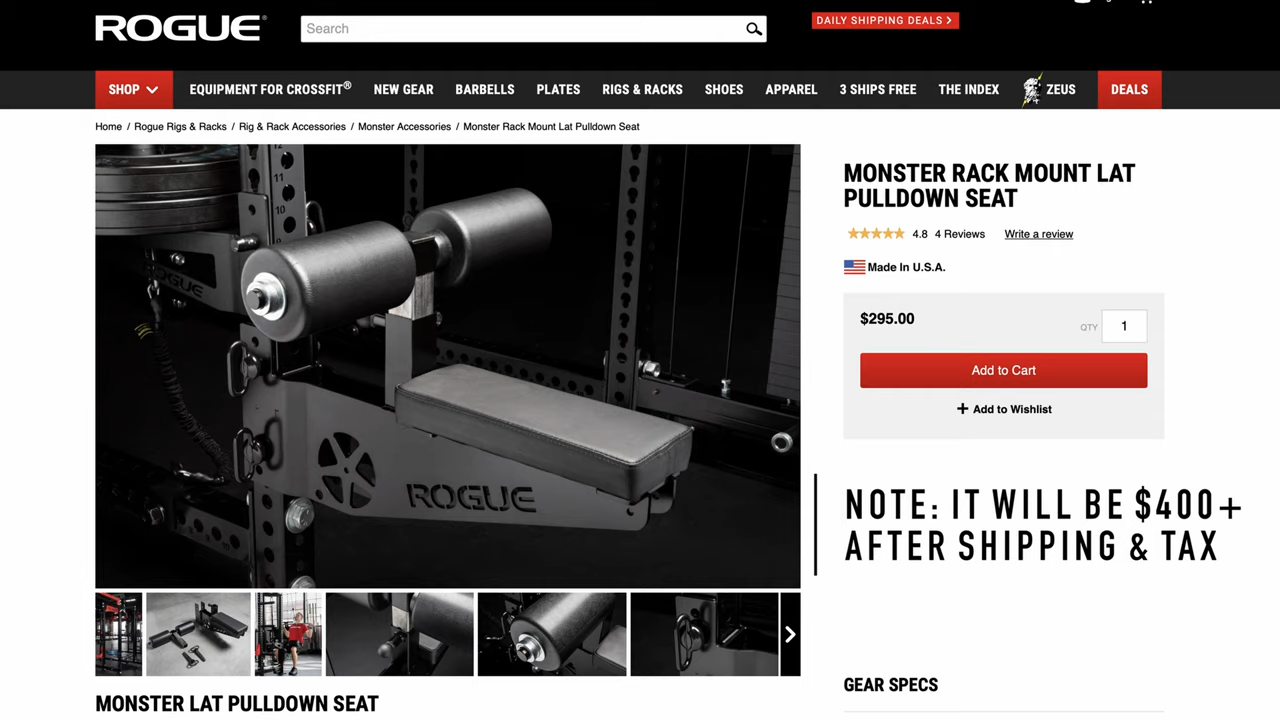 ROGUE®
Search
DAILY SHIPPING DEALS >
SHOP
EQUIPMENT FOR CROSSFIT®
NEW GEAR
BARBELLS
PLATES
RIGS & RACKS
SHOES
APPAREL
3 SHIPS FREE
THE INDEX
ZEUS
DEALS
Home / Rogue Rigs & Racks / Rig & Rack Accessories / Monster Accessories / Monster Rack Mount Lat Pulldown Seat
12
11
10
ROGUE
ROGUE
MONSTER RACK MOUNT LAT
PULLDOWN SEAT
4.8 4 Reviews Write a review
Made In U.S.A.
$295.00
QTY 1
Add to Cart
+ Add to Wishlist
NOTE: IT WILL BE $400+
AFTER SHIPPING & TAX
GEAR SPECS
MONSTER LAT PULLDOWN SEAT